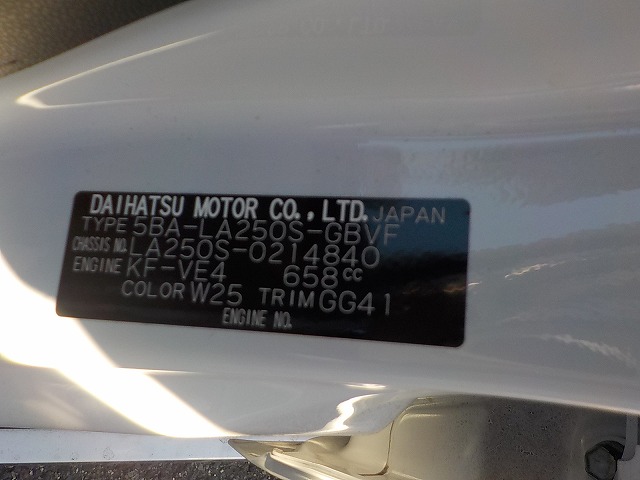 DAIHATSU MOTOR CO.,LTD. JAPAN
TYPE 5BA-LA250S-GBVF
CHASSIS NO. LA250S-0214840
ENGINE KF-VE4 658cc
COLOR W25 TRIM GG41
ENGINE NO.